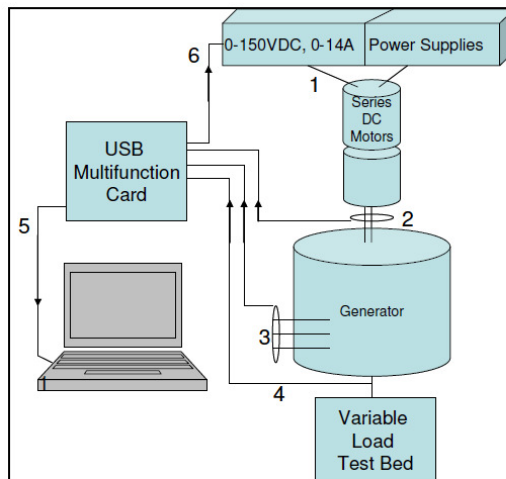 0-150VDC, 0-14A
Power Supplies
6
1
Series
DC
Motors
USB
Multifunction
Card
2
5
Generator
3
4
Variable
Load
Test Bed